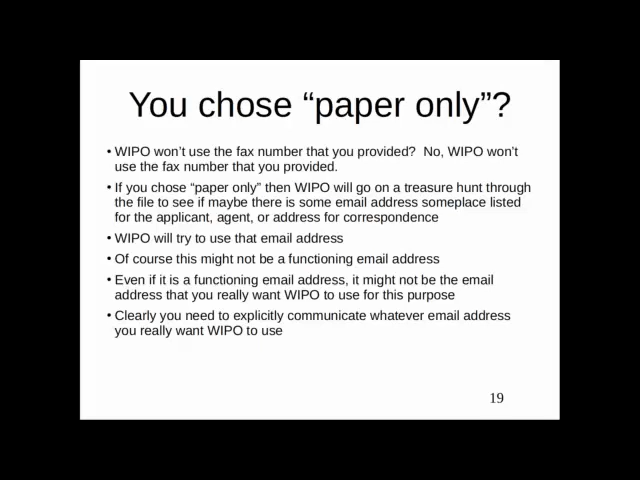 You chose “paper only”?
• WIPO won’t use the fax number that you provided?  No, WIPO won’t
use the fax number that you provided.
• If you chose “paper only” then WIPO will go on a treasure hunt through
the file to see if maybe there is some email address someplace listed
for the applicant, agent, or address for correspondence
• WIPO will try to use that email address
• Of course this might not be a functioning email address
• Even if it is a functioning email address, it might not be the email
address that you really want WIPO to use for this purpose
• Clearly you need to explicitly communicate whatever email address
you really want WIPO to use
19